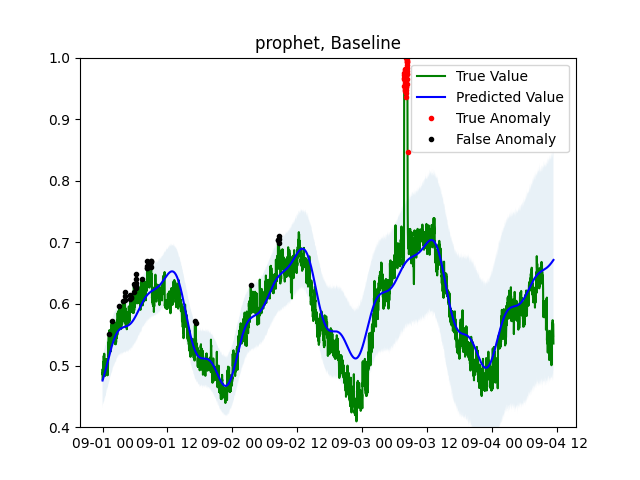 prophet, Baseline
1.0
0.9
0.8
0.7
0.6
0.5
0.4
True Value
Predicted Value
True Anomaly
False Anomaly
09-01 00 09-01 12 09-02 00 09-02 12 09-03 00 09-03 12 09-04 00 09-04 12